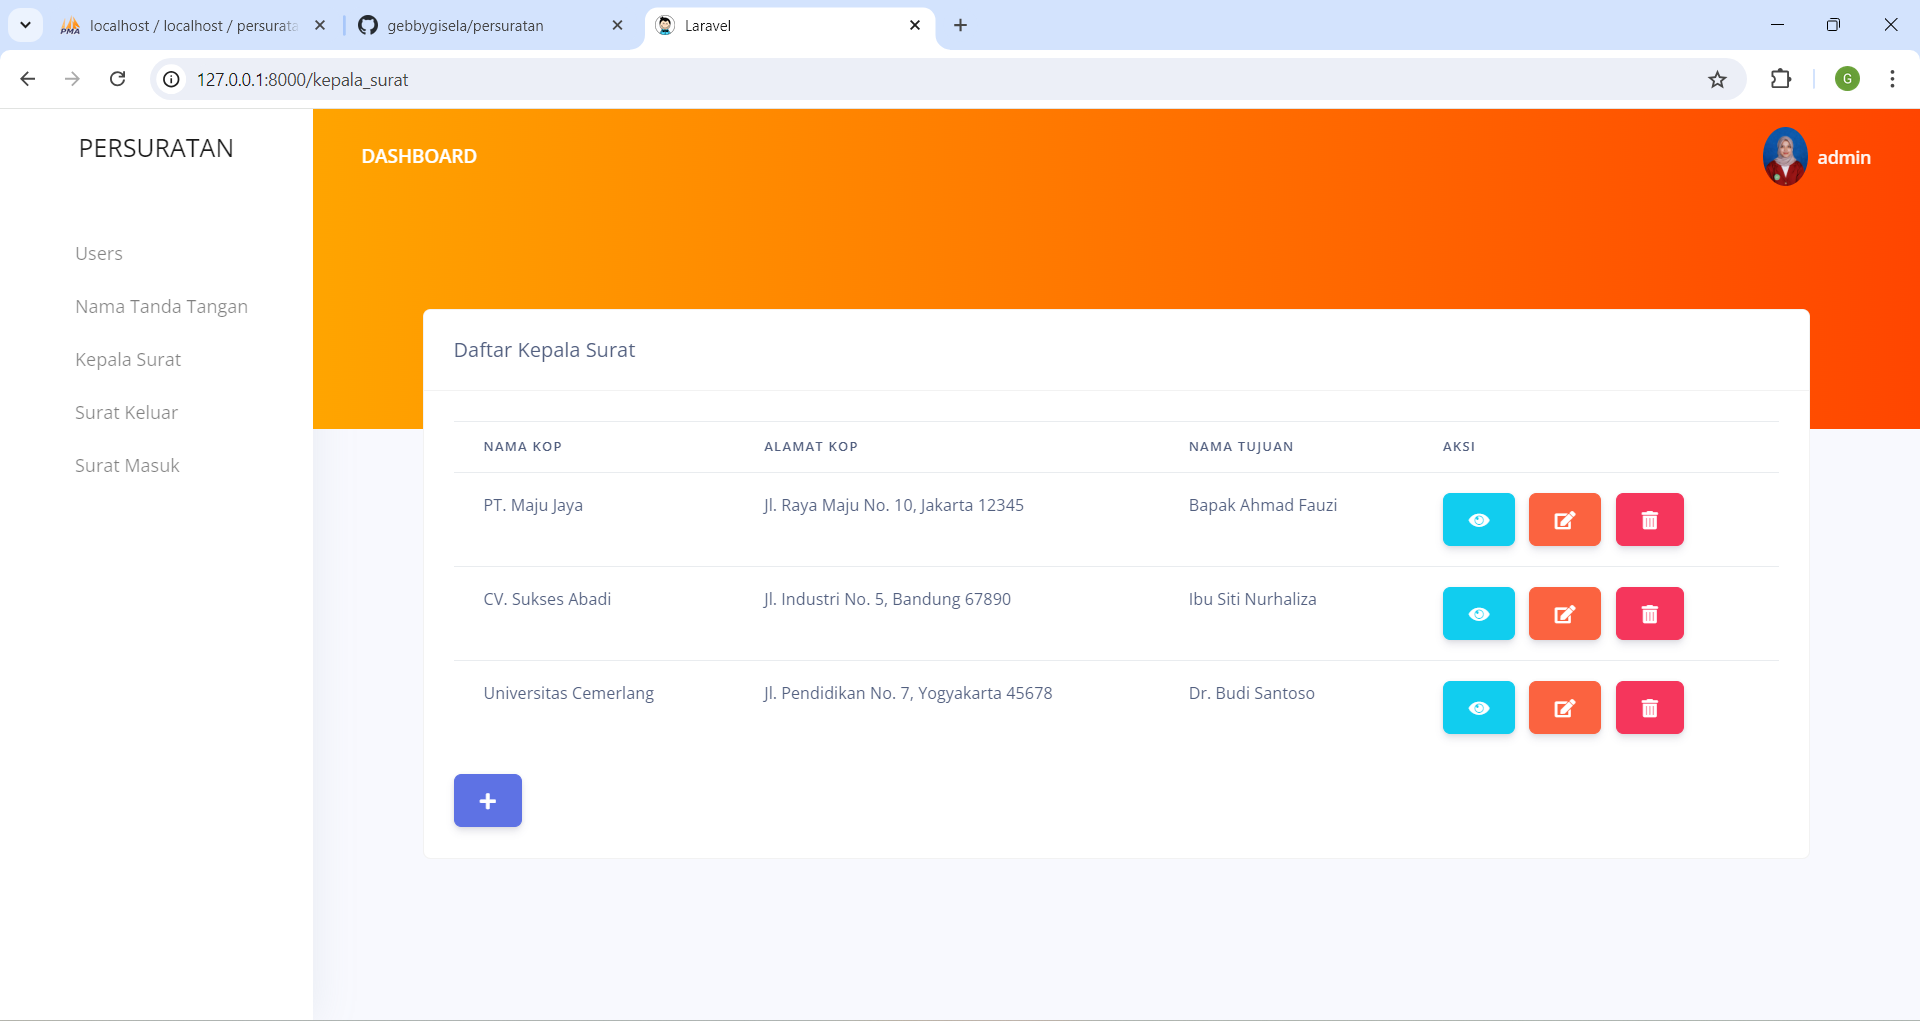 localhost / localhost / persurata
gebbygisela/persuratan
Laravel
127.0.0.1:8000/kepala_surat
G
PERSURATAN
DASHBOARD
admin
Users
Nama Tanda Tangan
Kepala Surat
Surat Keluar
Surat Masuk
Daftar Kepala Surat
NAMA KOP ALAMAT KOP NAMA TUJUAN AKSI
PT. Maju Jaya Jl. Raya Maju No. 10, Jakarta 12345 Bapak Ahmad Fauzi
CV. Sukses Abadi Jl. Industri No. 5, Bandung 67890 Ibu Siti Nurhaliza
Universitas Cemerlang Jl. Pendidikan No. 7, Yogyakarta 45678 Dr. Budi Santoso